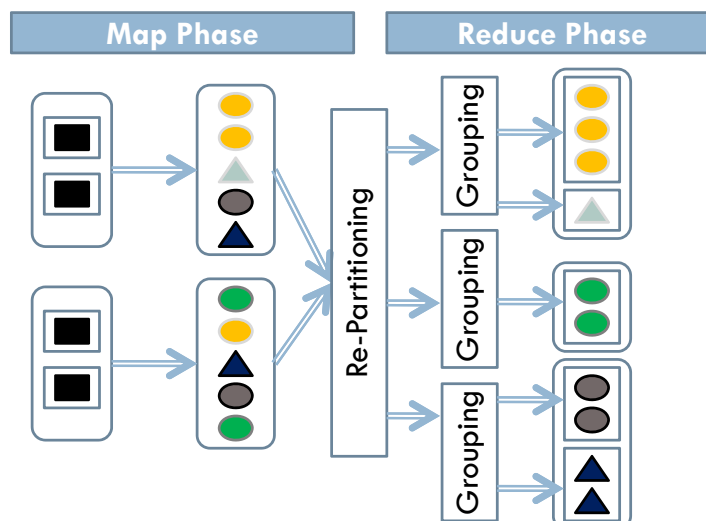 Map Phase
Reduce Phase
Re-Partitioning
Grouping
Grouping
Grouping